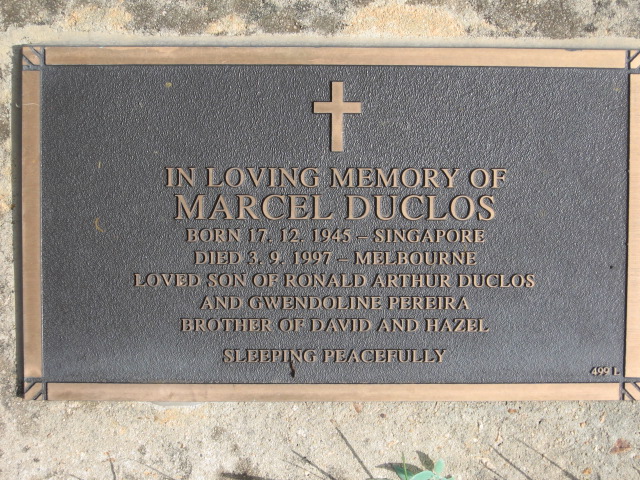 IN LOVING MEMORY OF
MARCEL DUCLOS
BORN 17. 12. 1945 – SINGAPORE
DIED 3. 9. 1997 – MELBOURNE
LOVED SON OF RONALD ARTHUR DUCLOS
AND GWENDOLINE PEREIRA
BROTHER OF DAVID AND HAZEL
SLEEPING PEACEFULLY
499 L